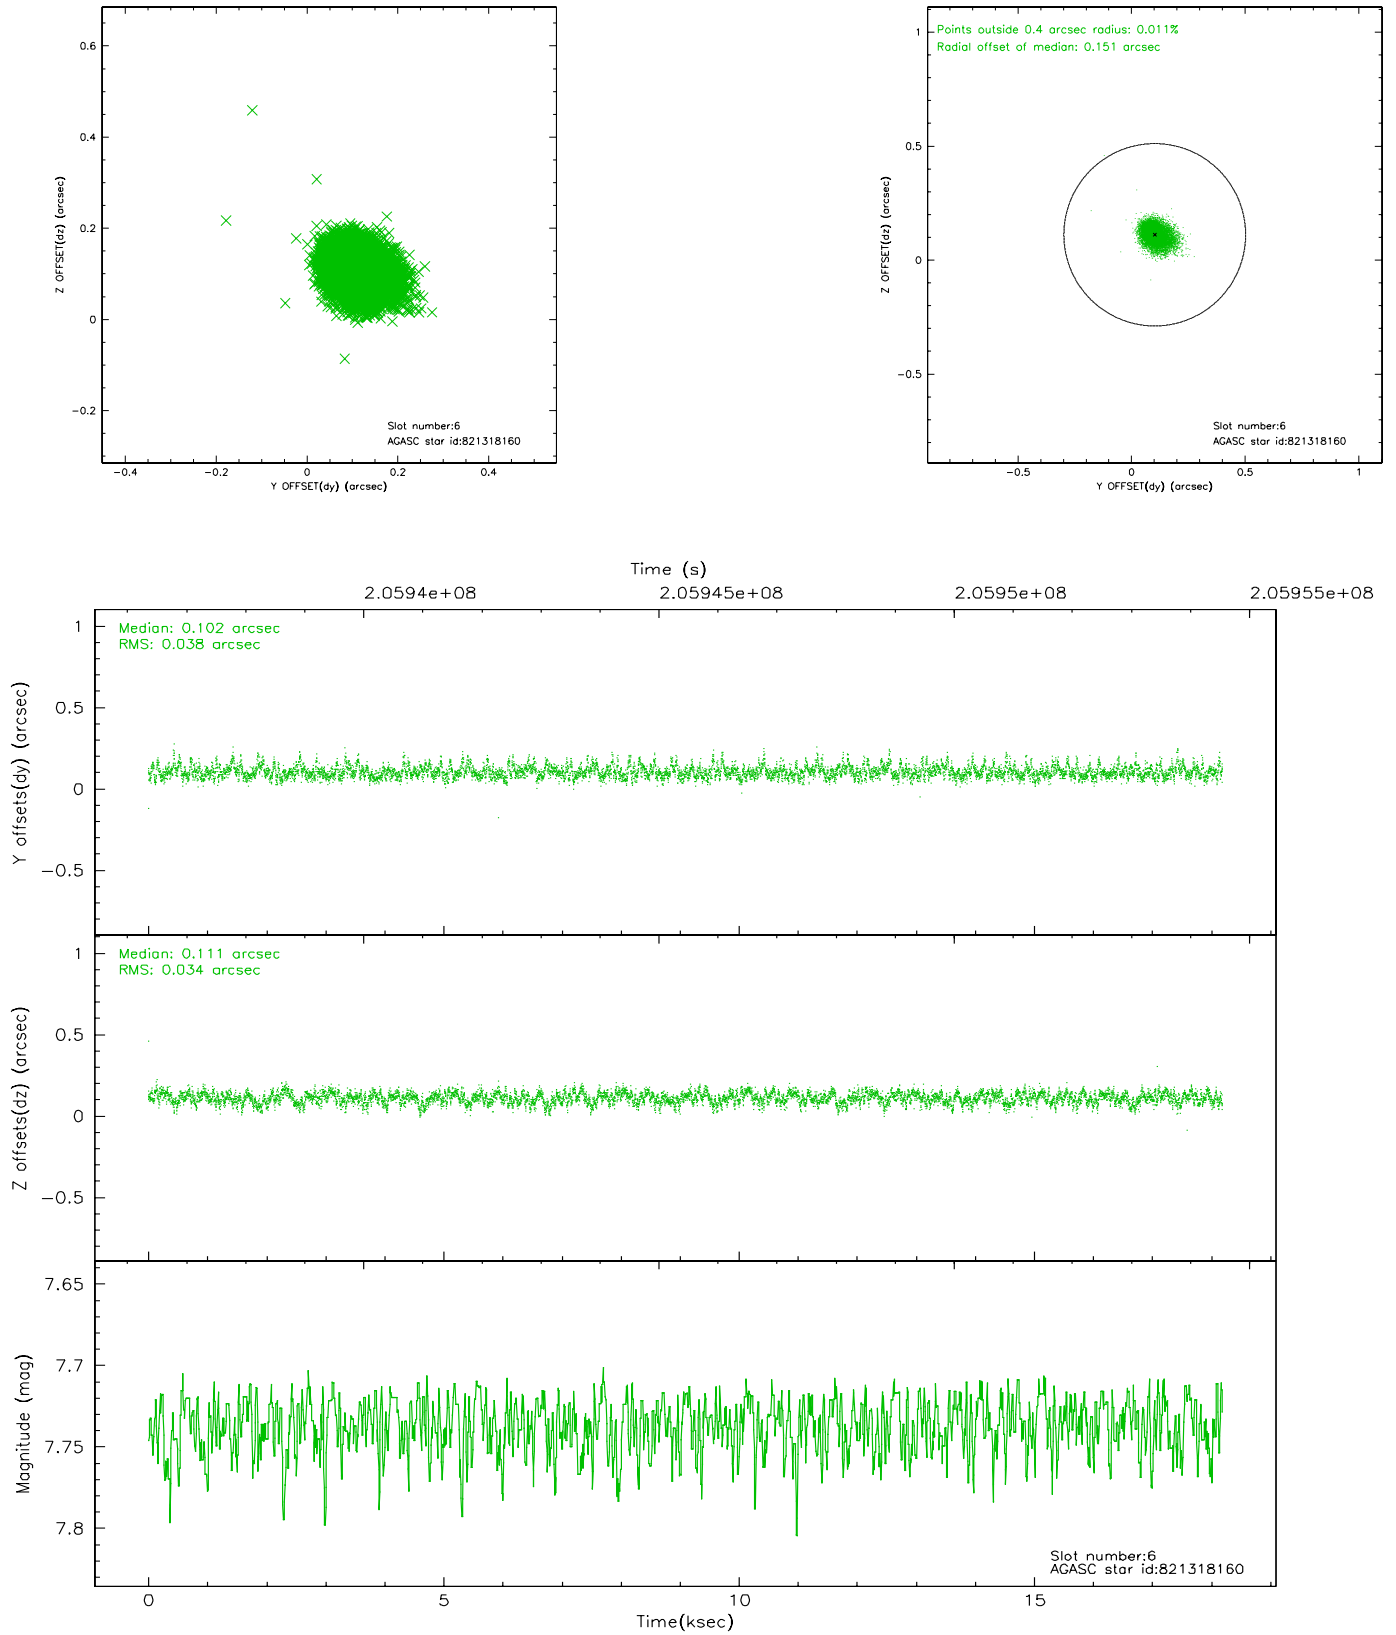 0.6
0.4
0.2
0
−0.2
Z OFFSET(dz) (arcsec)
−0.4
−0.2
0
0.2
0.4
Y OFFSET(dy) (arcsec)
Slot number:6
AGASC star id:821318160
Points outside 0.4 arcsec radius: 0.011%
Radial offset of median: 0.151 arcsec
1
0.5
0
−0.5
Z OFFSET(dz) (arcsec)
−0.5
0
0.5
1
Y OFFSET(dy) (arcsec)
Slot number:6
AGASC star id:821318160
Time (s)
2.0594e+08
2.05945e+08
2.0595e+08
2.05955e+08
Median: 0.102 arcsec
RMS: 0.038 arcsec
1
0.5
0
−0.5
Y offsets(dy) (arcsec)
Median: 0.111 arcsec
RMS: 0.034 arcsec
1
0.5
0
−0.5
Z offsets(dz) (arcsec)
7.65
7.7
7.75
7.8
Magnitude (mag)
Slot number:6
AGASC star id:821318160
0
5
10
15
Time(ksec)